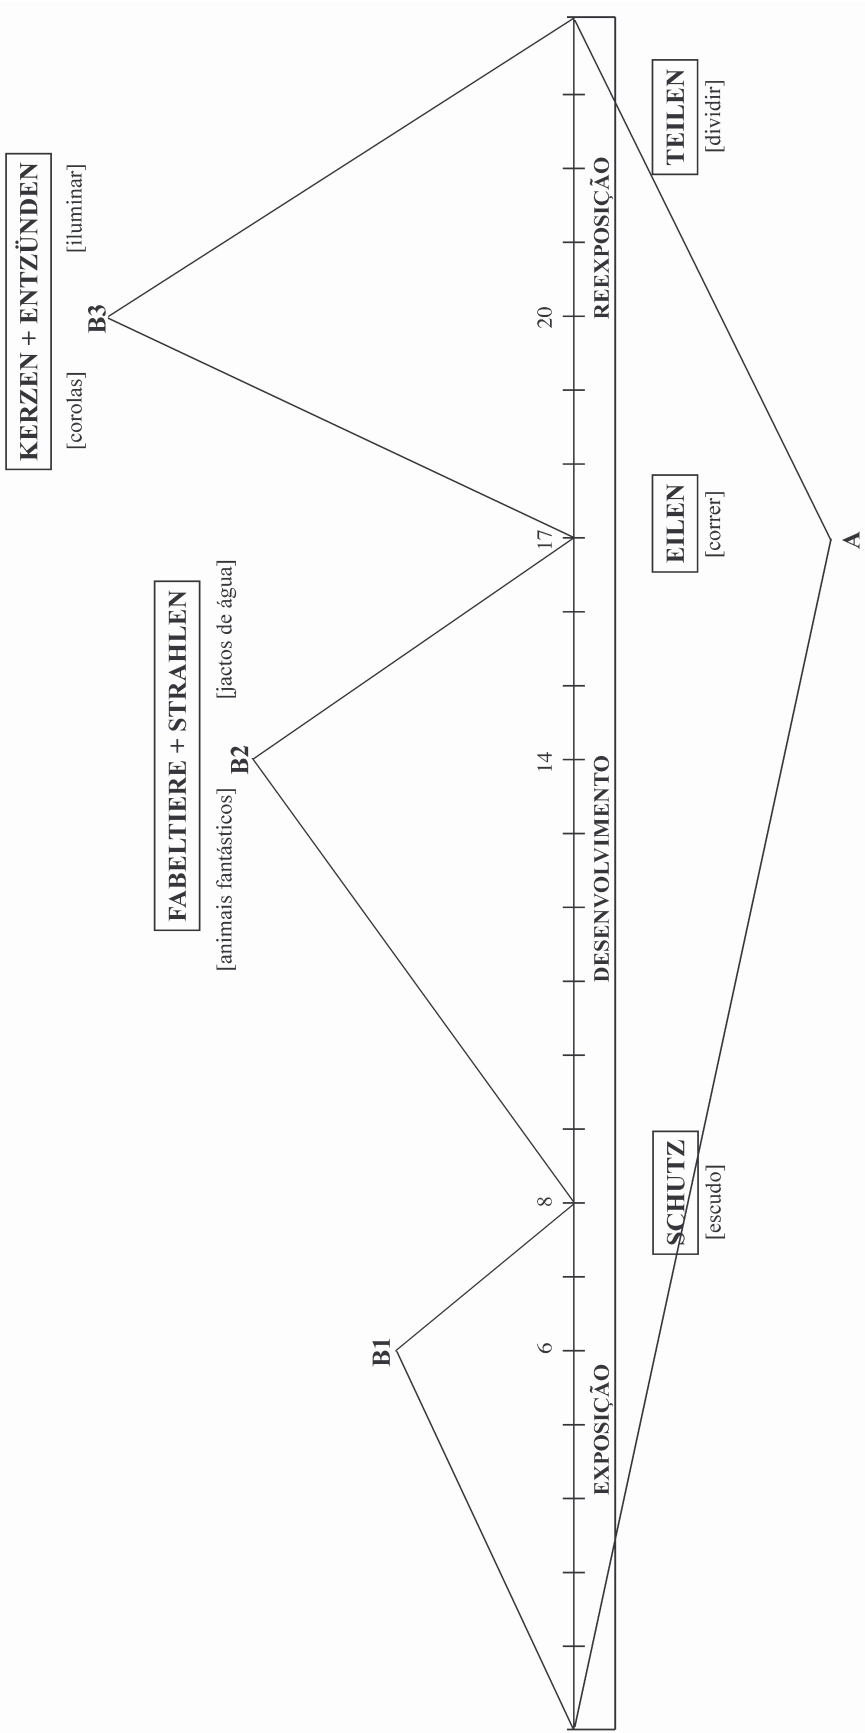 KERZEN + ENTZÜNDEN
[corolas]
[iluminar]
B3
FABELTIERE + STRAHLEN
[animais fantásticos]
[jactos de água]
B2
B1
6
8
14
17
20
EXPOSIÇÃO
DESENVOLVIMENTO
REEXPOSIÇÃO
SCHUTZ
[escudo]
EILEN
[correr]
TEILEN
[dividir]
A